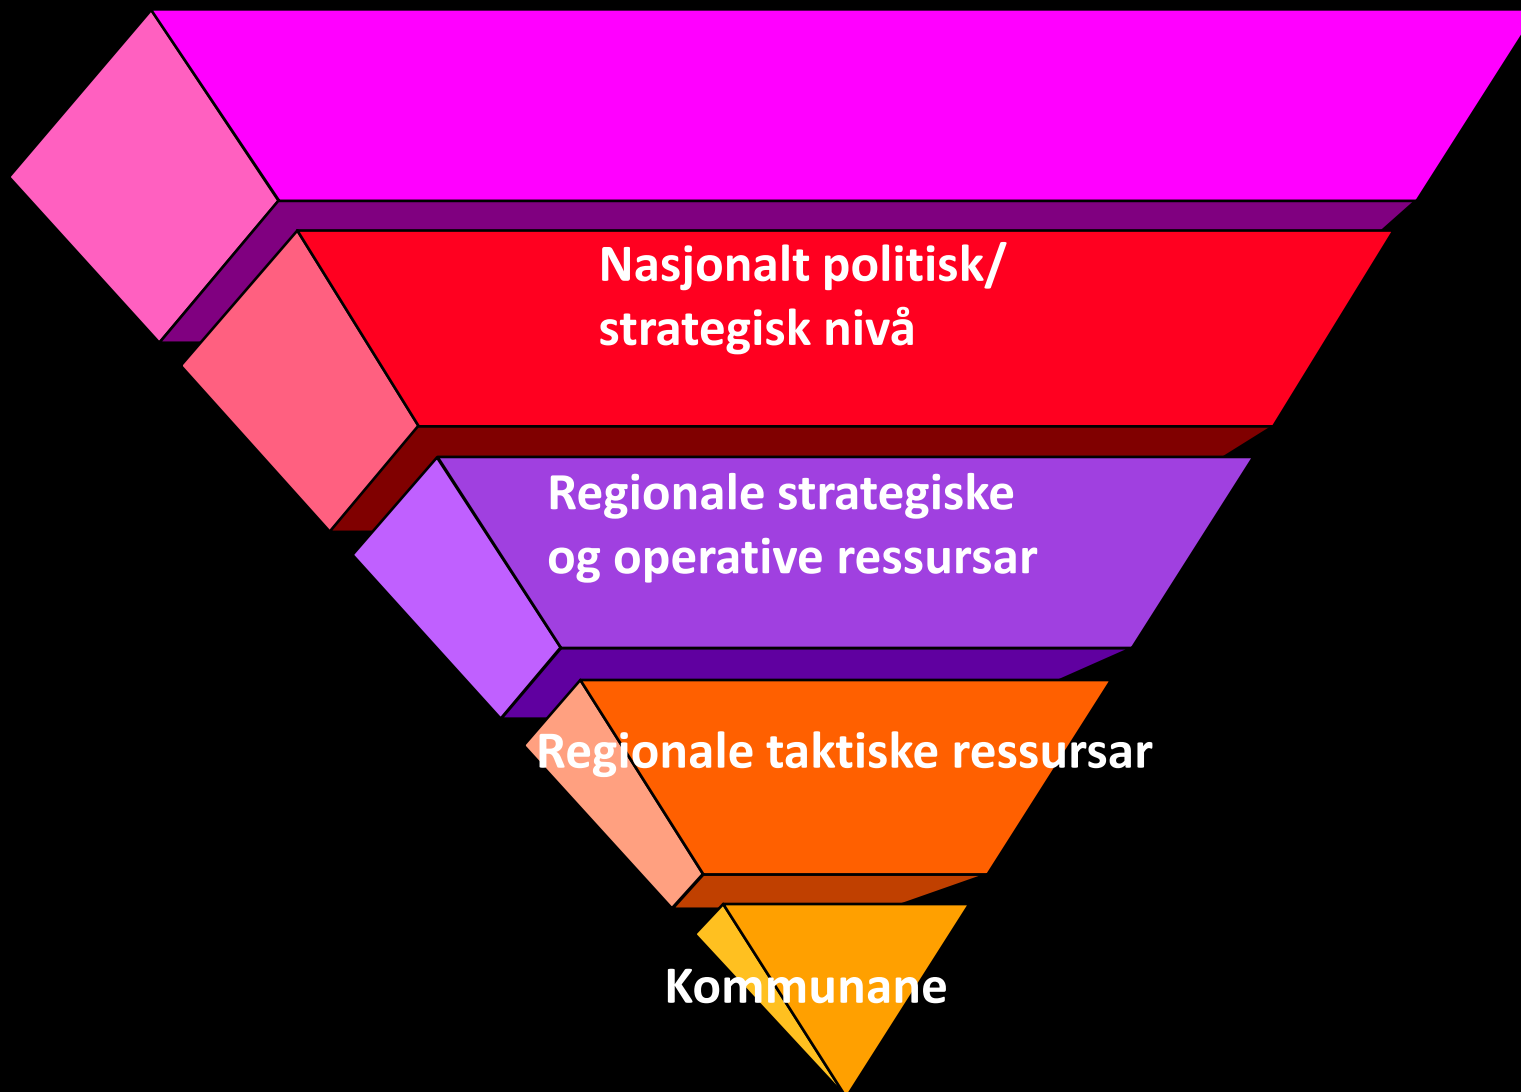 Nasjonalt politisk/
strategisk nivå
Regionale strategiske
og operative ressursar
Regionale taktiske ressursar
Kommunane